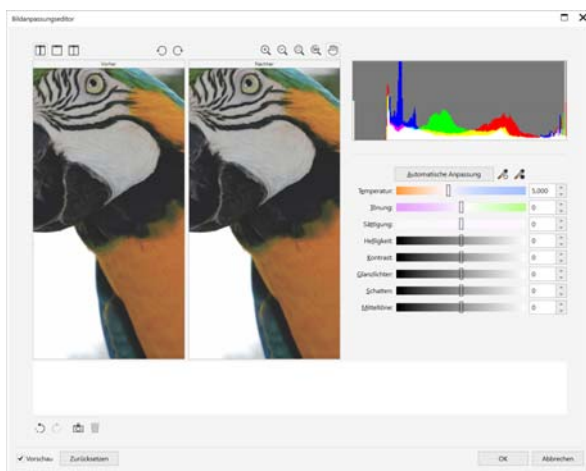 Bildanpassungseditor
Vorher
Nachher
Automatische Anpassung
Temperatur: 5.000
Tönung: 0
Sättigung: 0
Helligkeit: 0
Kontrast: 0
Glanzlichter: 0
Schatten: 0
Mitteltöne: 0
Vorschau
Zurücksetzen
OK
Abbrechen